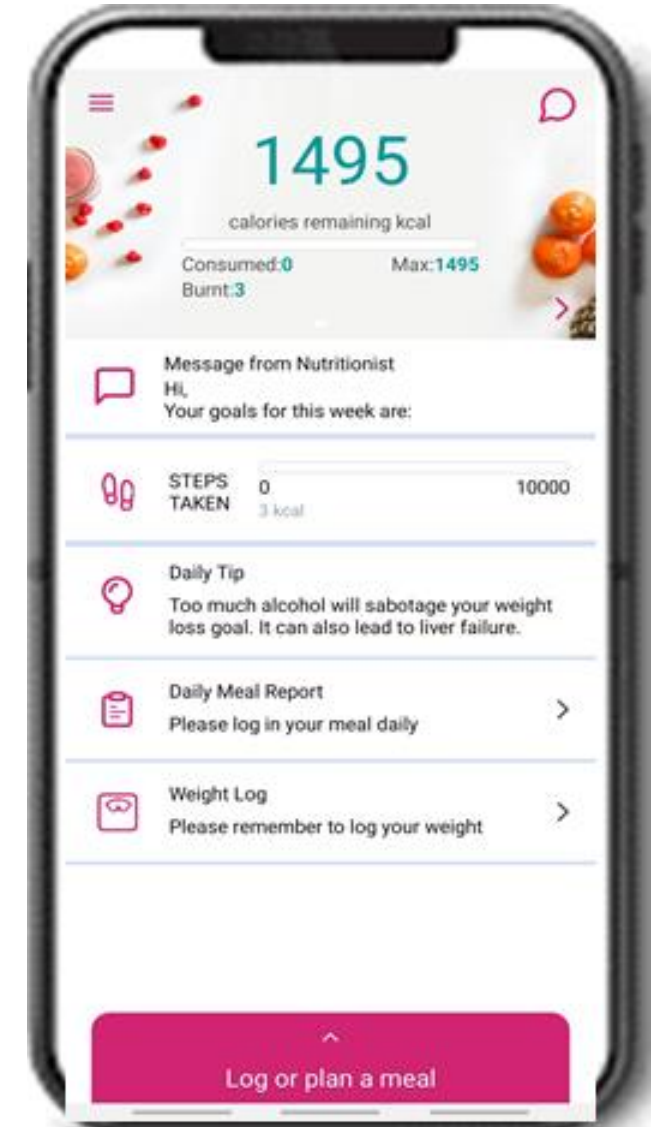 1495
calories remaining kcal
Consumed:0 Max:1495
Burnt:3
Message from Nutritionist
Hi,
Your goals for this week are:
STEPS TAKEN
0 10000
3 kcal
Daily Tip
Too much alcohol will sabotage your weight
loss goal. It can also lead to liver failure.
Daily Meal Report
Please log in your meal daily
Weight Log
Please remember to log your weight
Log or plan a meal